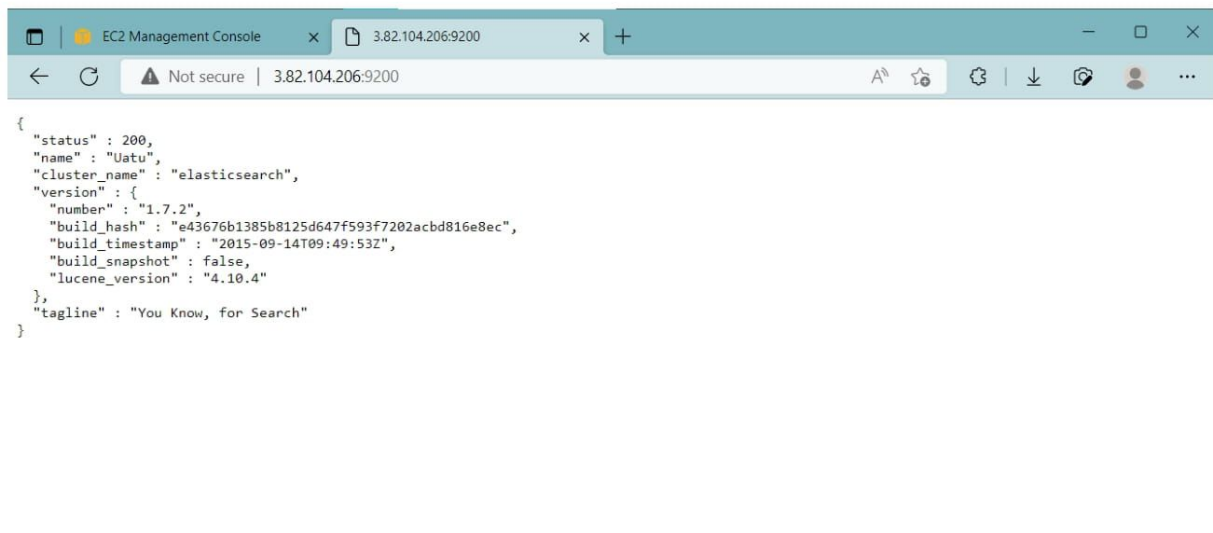 EC2 Management Console
3.82.104.206:9200
Not secure | 3.82.104.206:9200
{
"status" : 200,
"name" : "Uatu",
"cluster_name" : "elasticsearch",
"version" : {
"number" : "1.7.2",
"build_hash" : "e43676b1385b8125d647f593f7202acbd816e8ec",
"build_timestamp" : "2015-09-14T09:49:53Z",
"build_snapshot" : false,
"lucene_version" : "4.10.4"
},
"tagline" : "You Know, for Search"
}